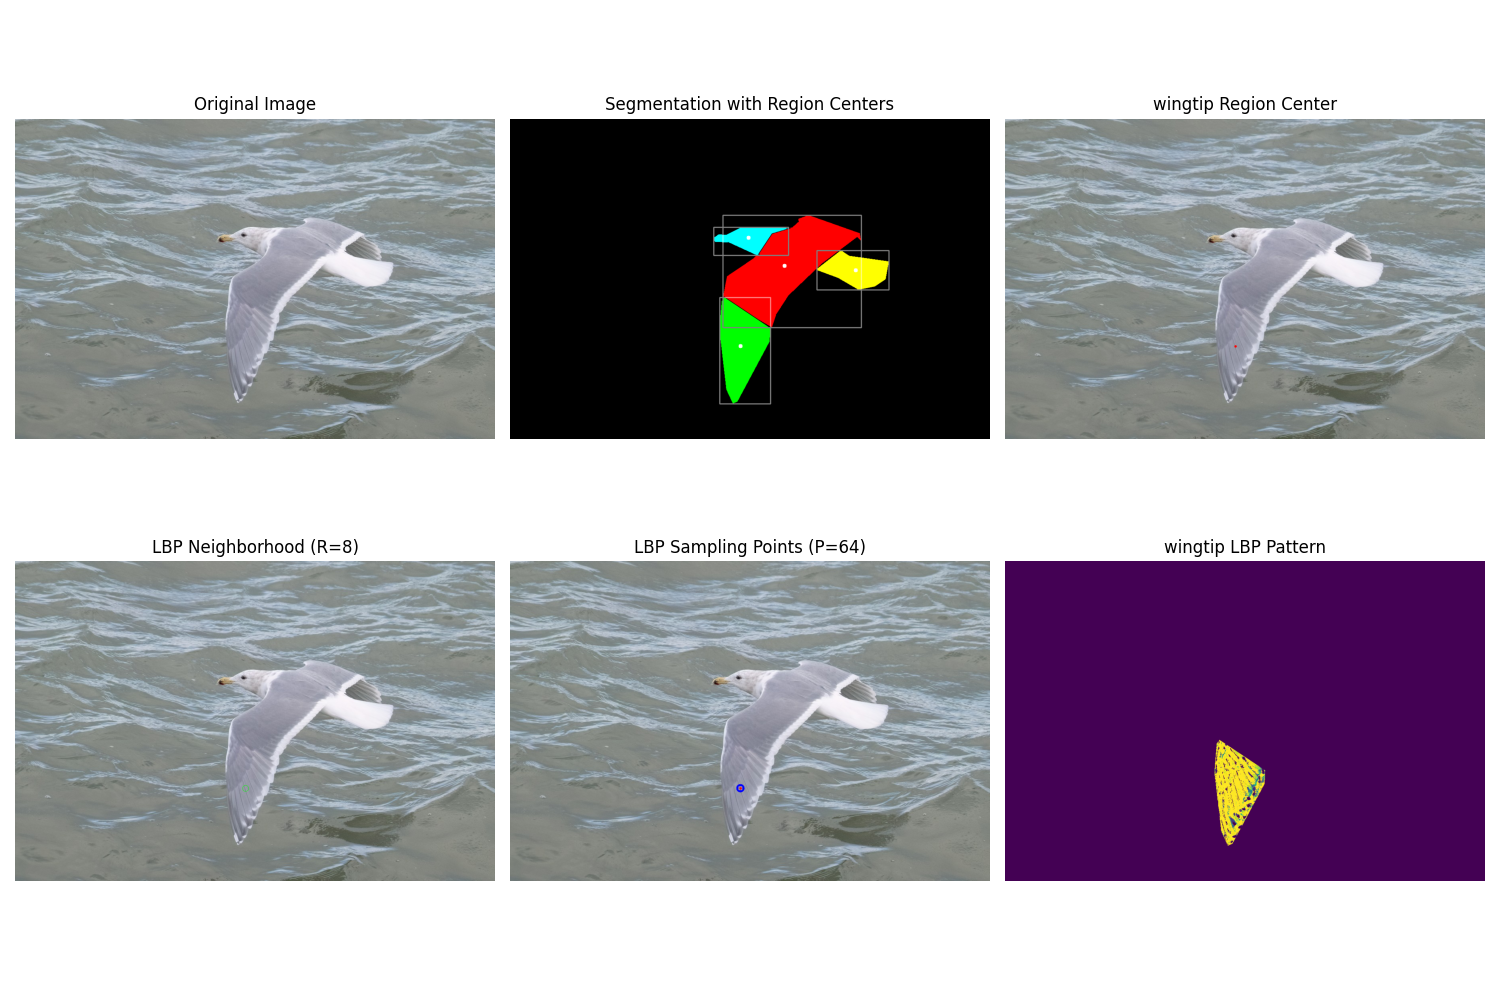 Original Image
Segmentation with Region Centers
wingtip Region Center
LBP Neighborhood (R=8)
LBP Sampling Points (P=64)
wingtip LBP Pattern